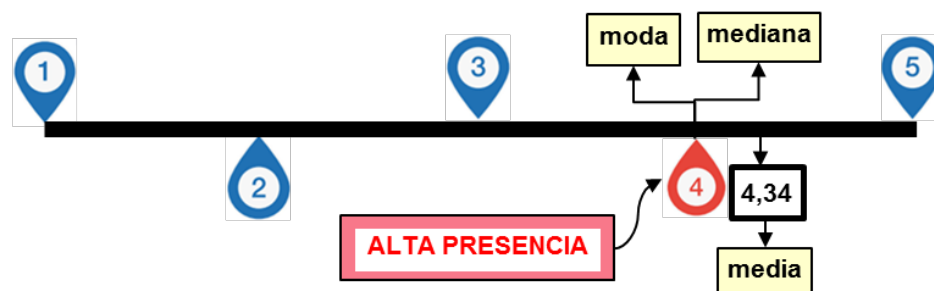 moda
mediana
1
3
5
2
4
4,34
ALTA PRESENCIA
media